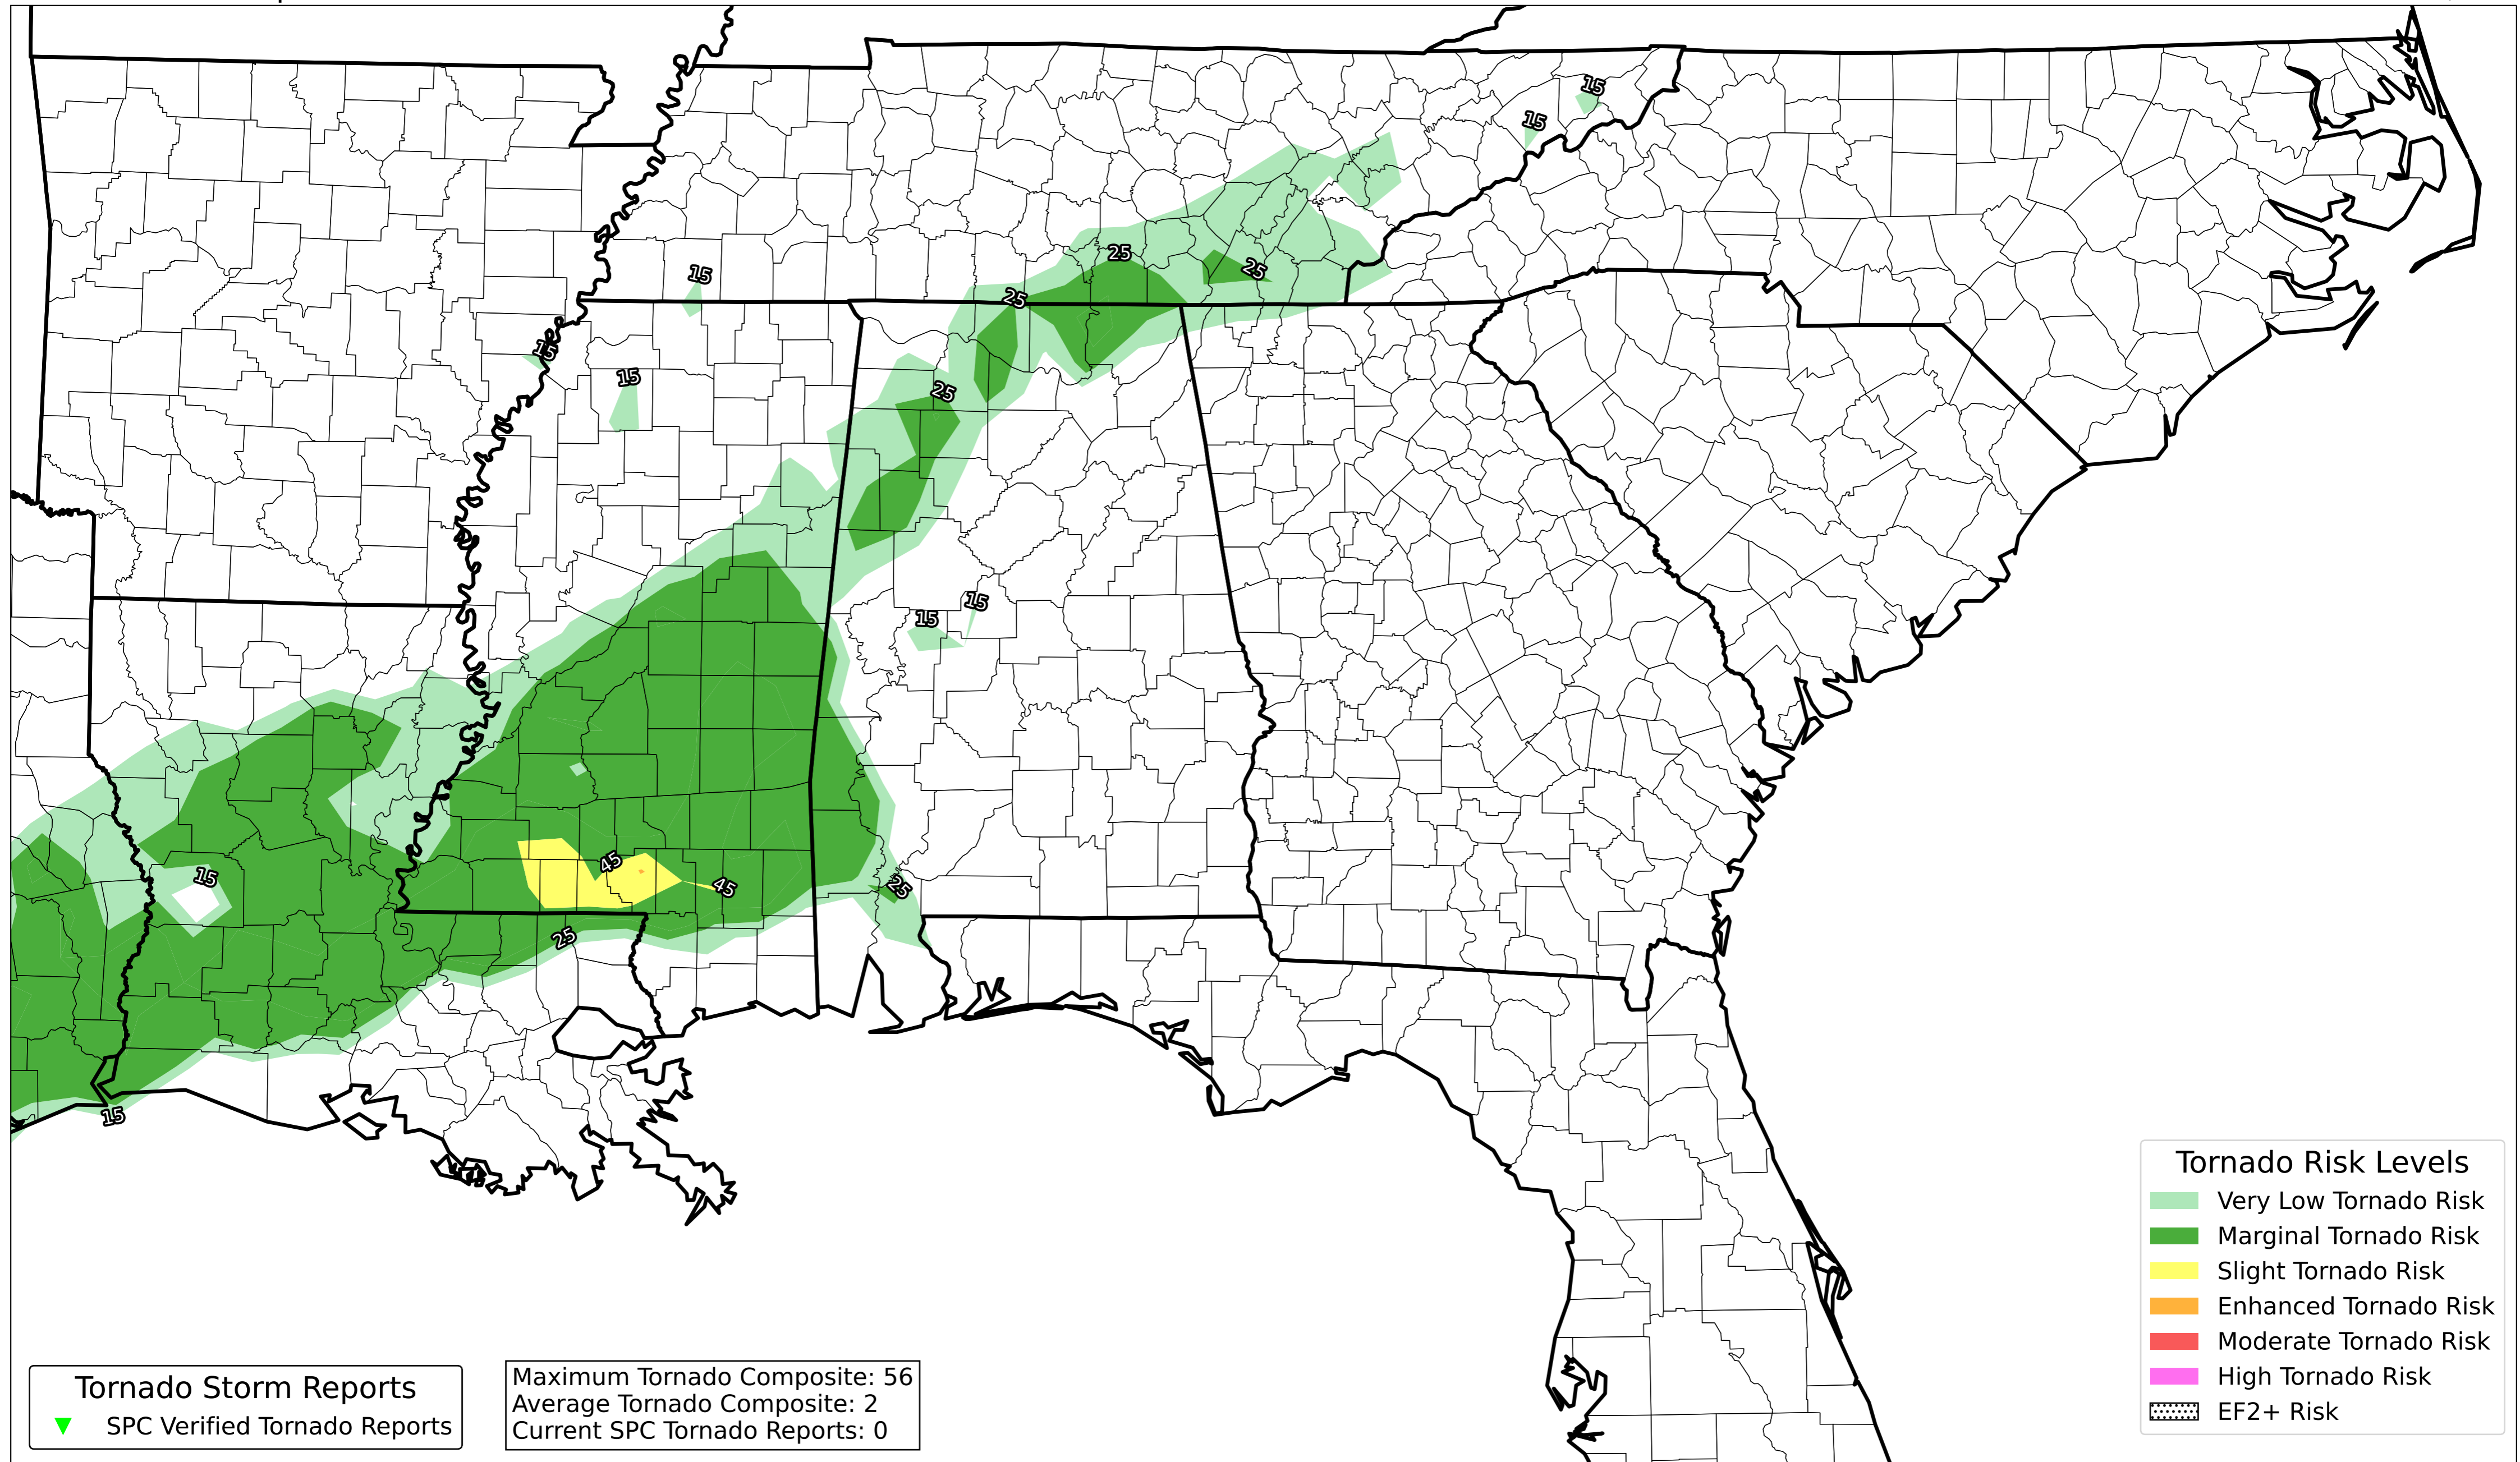 15
15
25
25
25
15
15
15
25
15
15
45
15
45
25
25
15
Tornado Risk Levels
Very Low Tornado Risk
Marginal Tornado Risk
Slight Tornado Risk
Enhanced Tornado Risk
Moderate Tornado Risk
High Tornado Risk
EF2+ Risk
Tornado Storm Reports
SPC Verified Tornado Reports
Maximum Tornado Composite: 56
Average Tornado Composite: 2
Current SPC Tornado Reports: 0